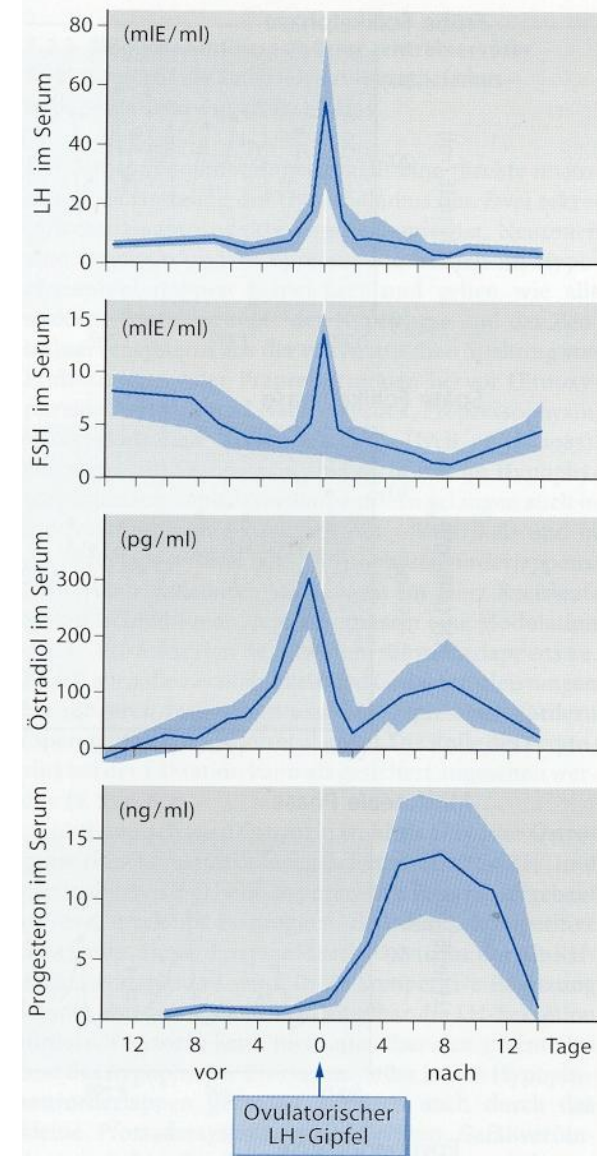 LH im Serum
(mlE/ml)
80
60
40
20
0
FSH im Serum
(mlE/ml)
15
10
5
0
Östradiol im Serum
(pg/ml)
300
200
100
0
Progesteron im Serum
(ng/ml)
15
10
5
0
12 8 4 0 4 8 12 Tage
vor nach
Ovulatorischer
LH-Gipfel